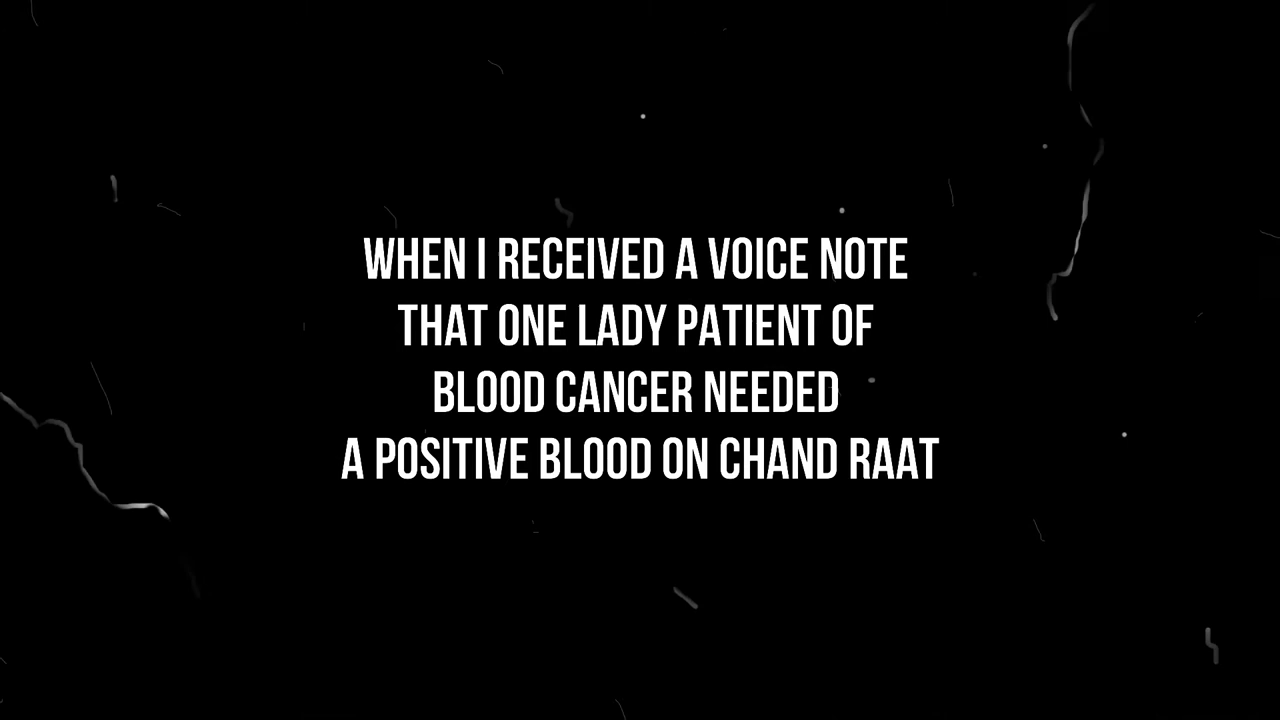 WHEN I RECEIVED A VOICE NOTE
THAT ONE LADY PATIENT OF
BLOOD CANCER NEEDED
A POSITIVE BLOOD ON CHAND RAAT